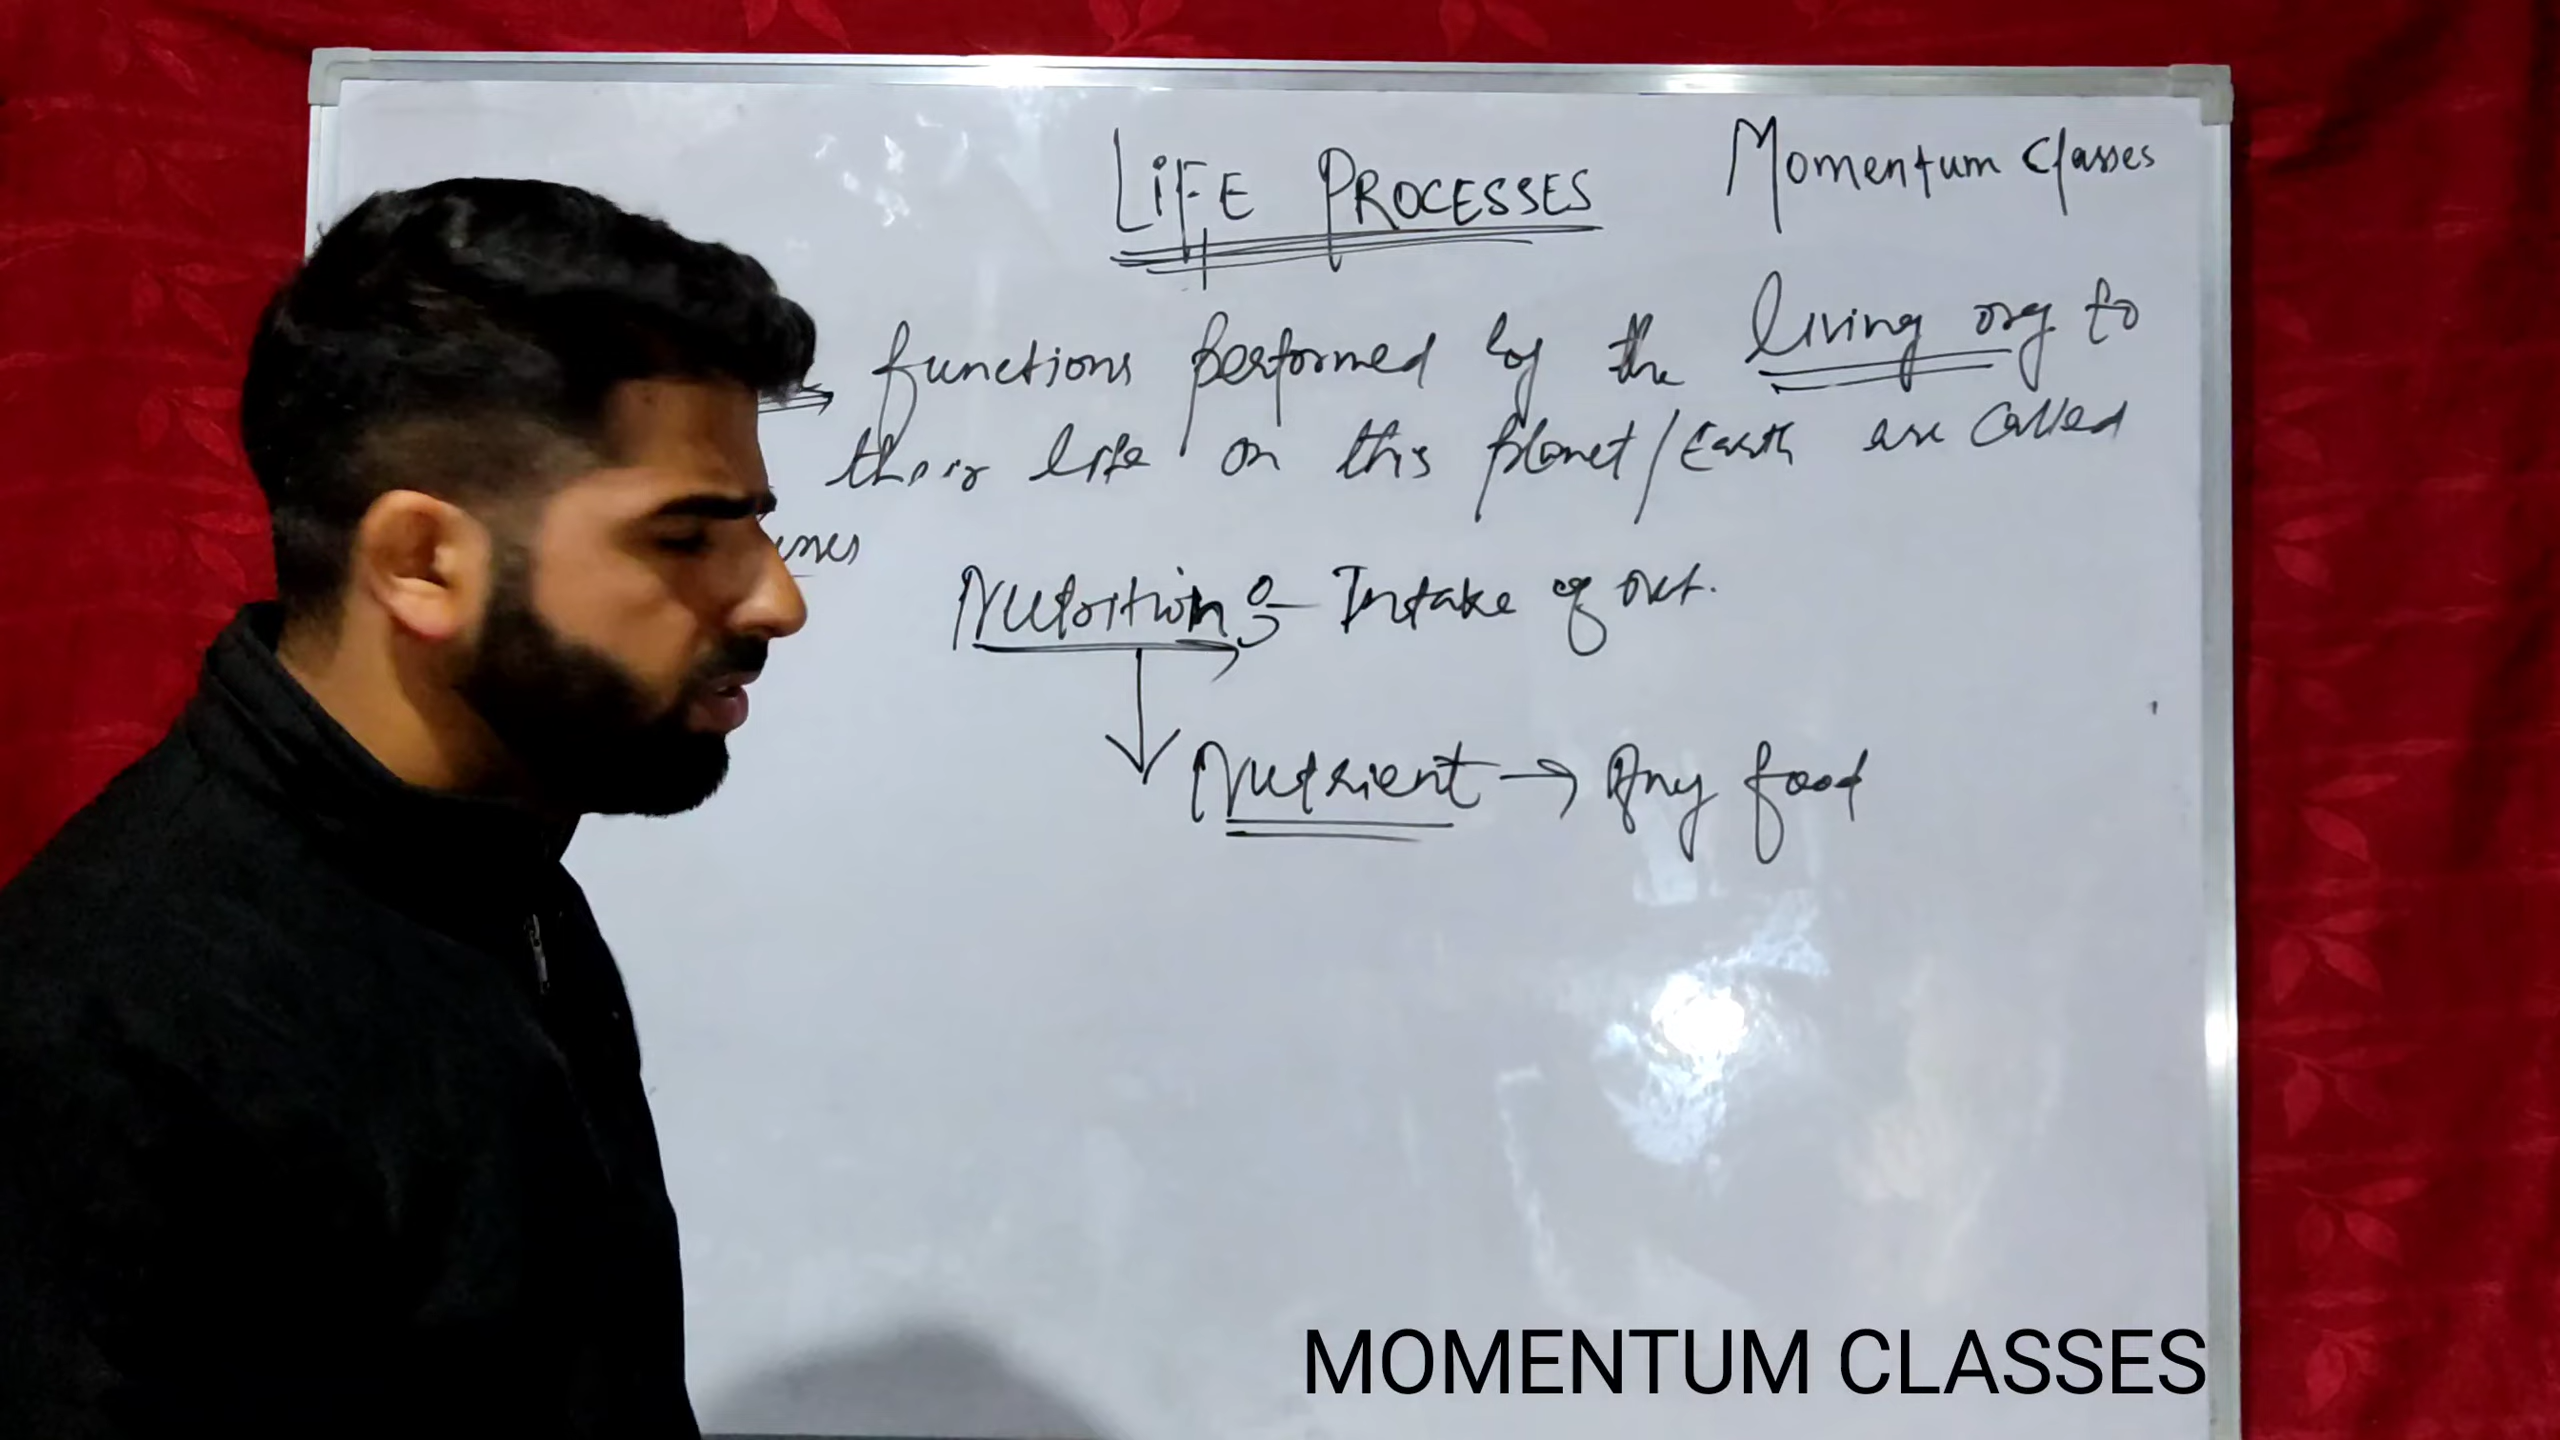 LIFE PROCESSES
Momentum Classes
functions performed by the living org to
their life on this planet/Earth are called
Nutrition :- Intake of
Nutrient → Any food
MOMENTUM CLASSES